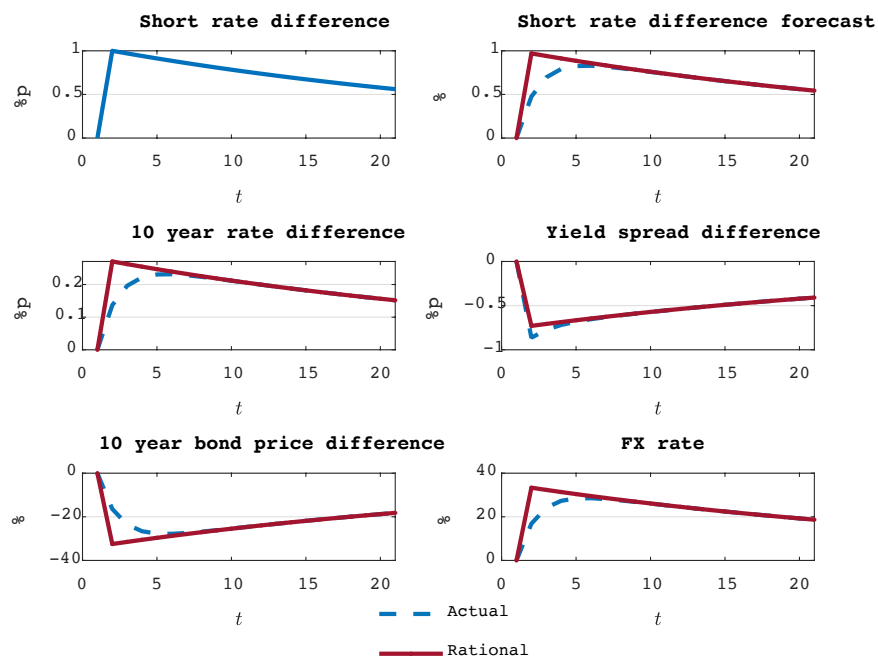 Short rate difference
Short rate difference forecast
1
0.5
0
%p
0 5 10 15 20
t
1
0.5
0
%
0 5 10 15 20
t
10 year rate difference
Yield spread difference
0.2
0.1
0
%p
0 5 10 15 20
t
0
-0.5
-1
%p
0 5 10 15 20
t
10 year bond price difference
FX rate
0
-20
-40
%
0 5 10 15 20
t
40
20
0
%
0 5 10 15 20
t
Actual
Rational